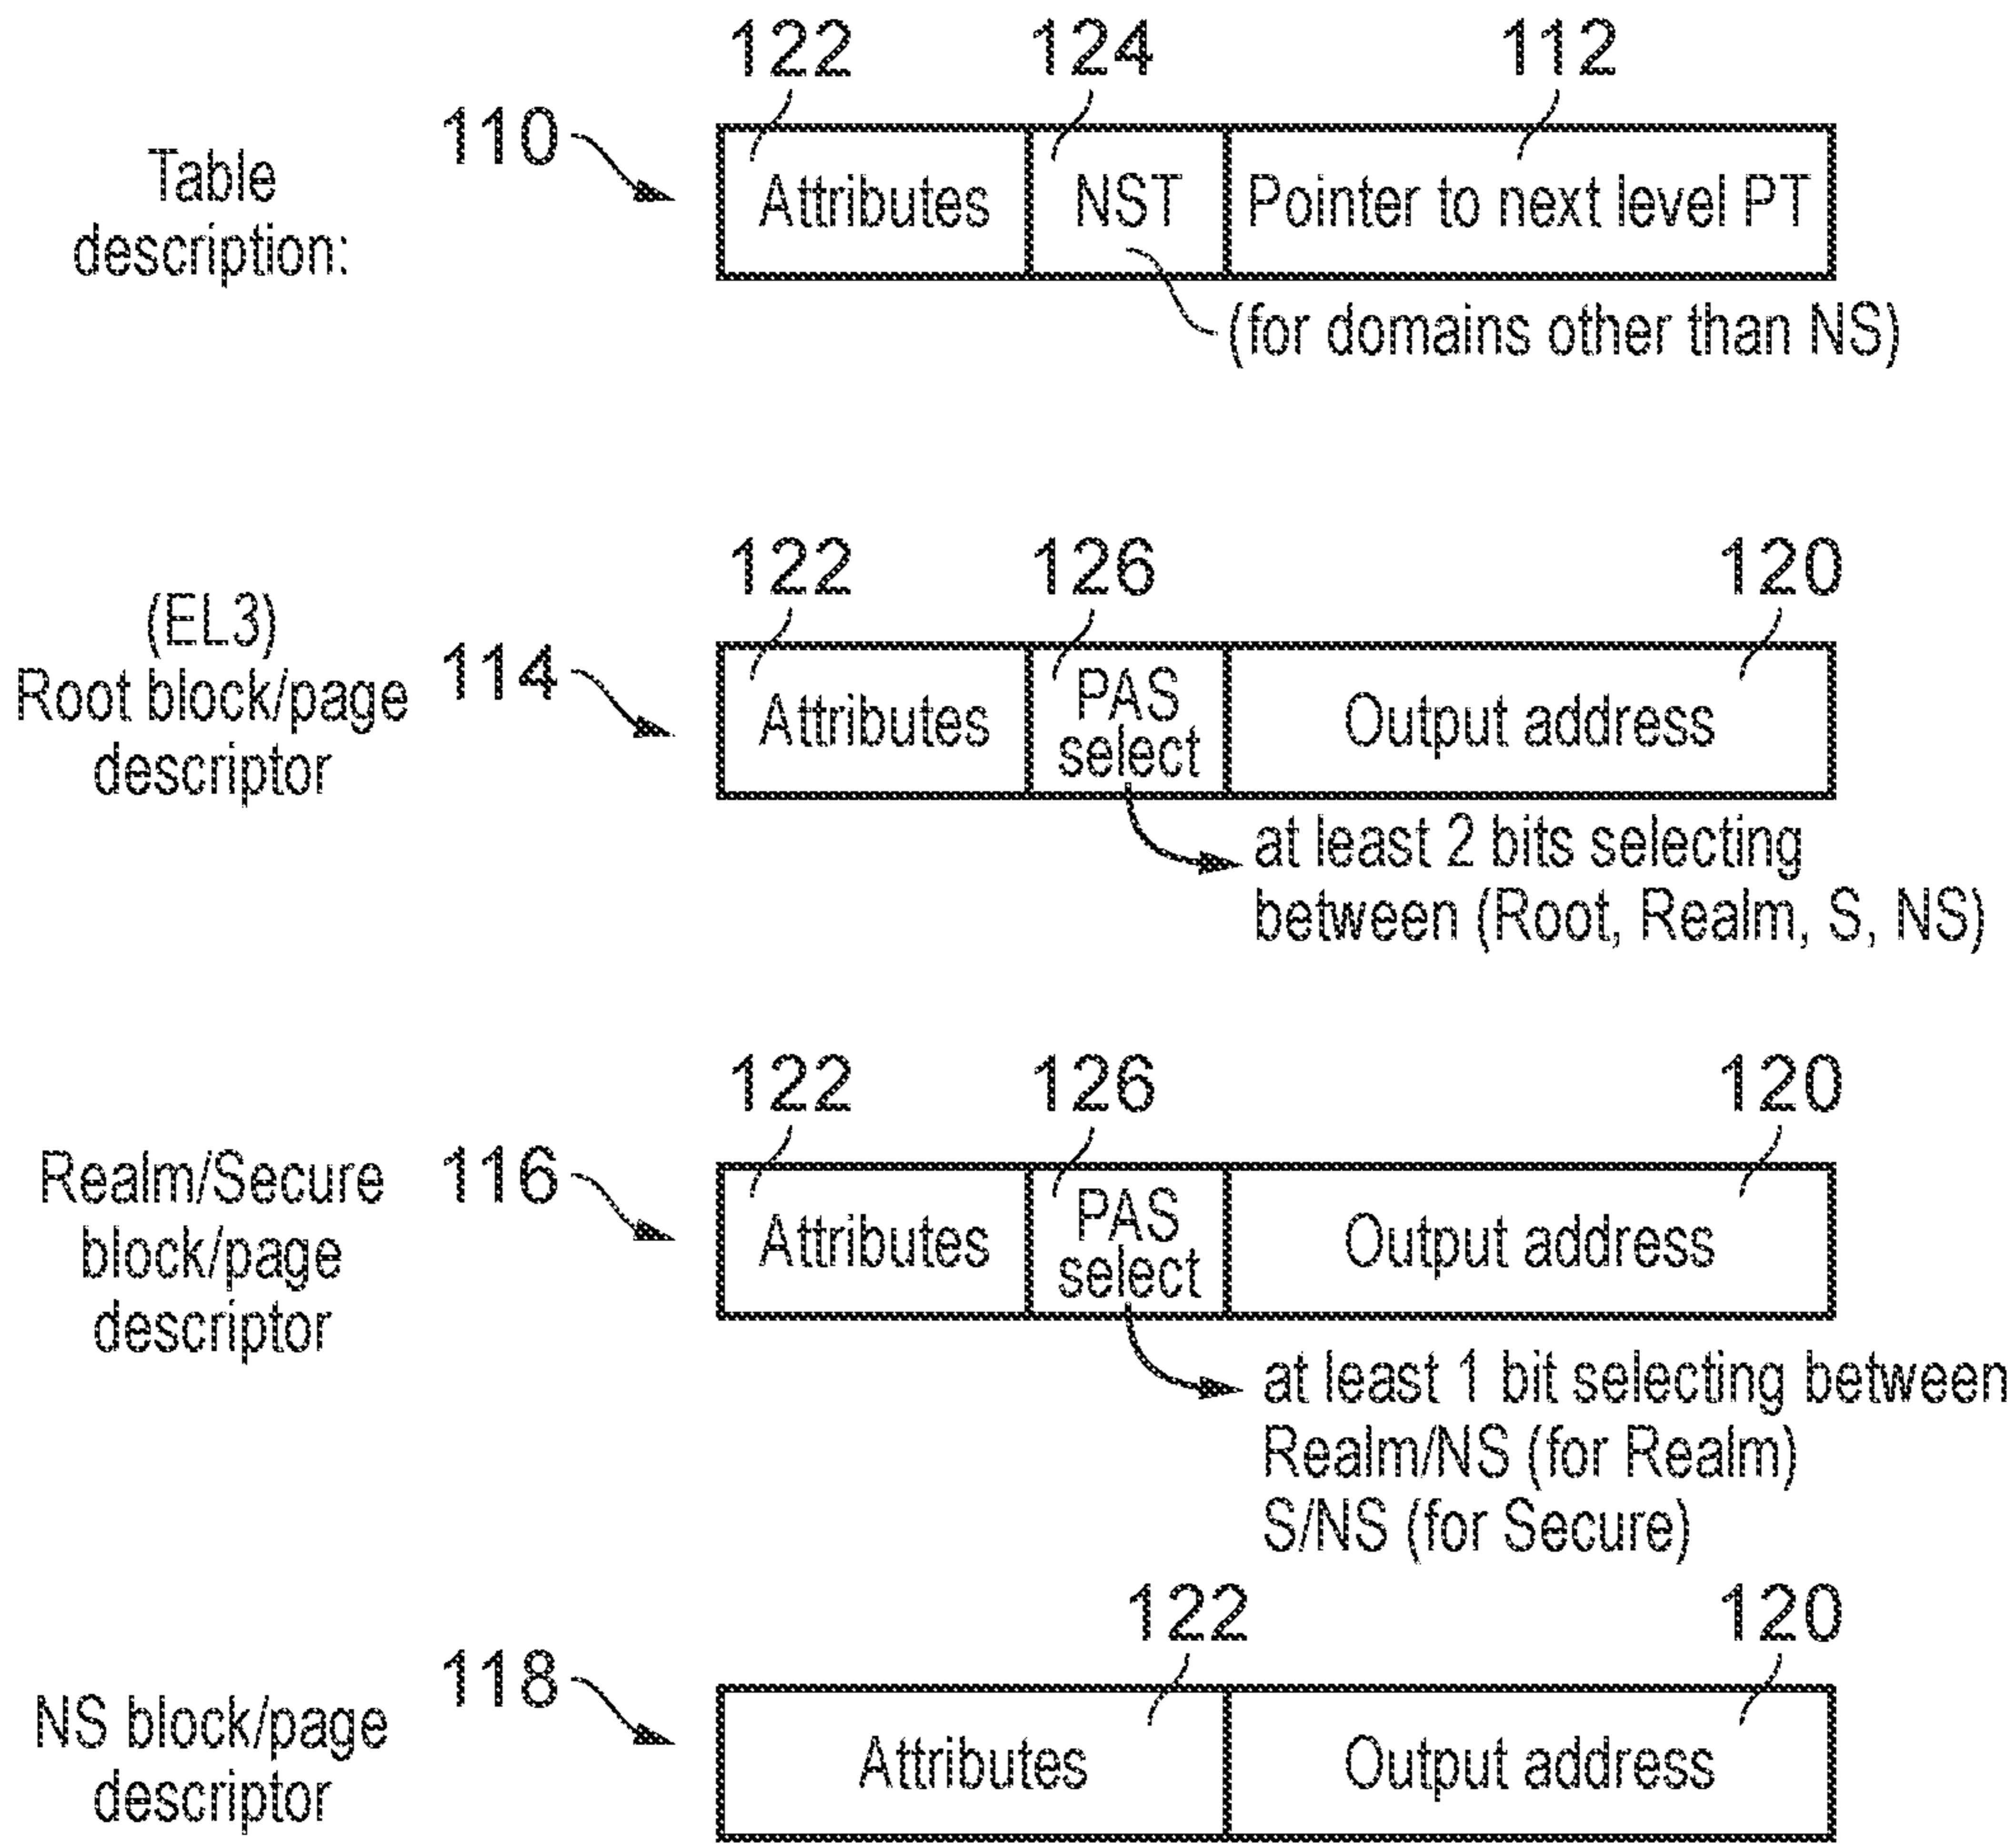 122 124 112
Table
description:
110
Attributes NST Pointer to next level PT
(for domains other than NS)
122 126 120
(EL3)
Root block/page
descriptor
114
Attributes PAS
select Output address
at least 2 bits selecting
between (Root, Realm, S, NS)
122 126 120
Realm/Secure
block/page
descriptor
116
Attributes PAS
select Output address
at least 1 bit selecting between
Realm/NS (for Realm)
S/NS (for Secure)
122 120
NS block/page
descriptor
118
Attributes Output address